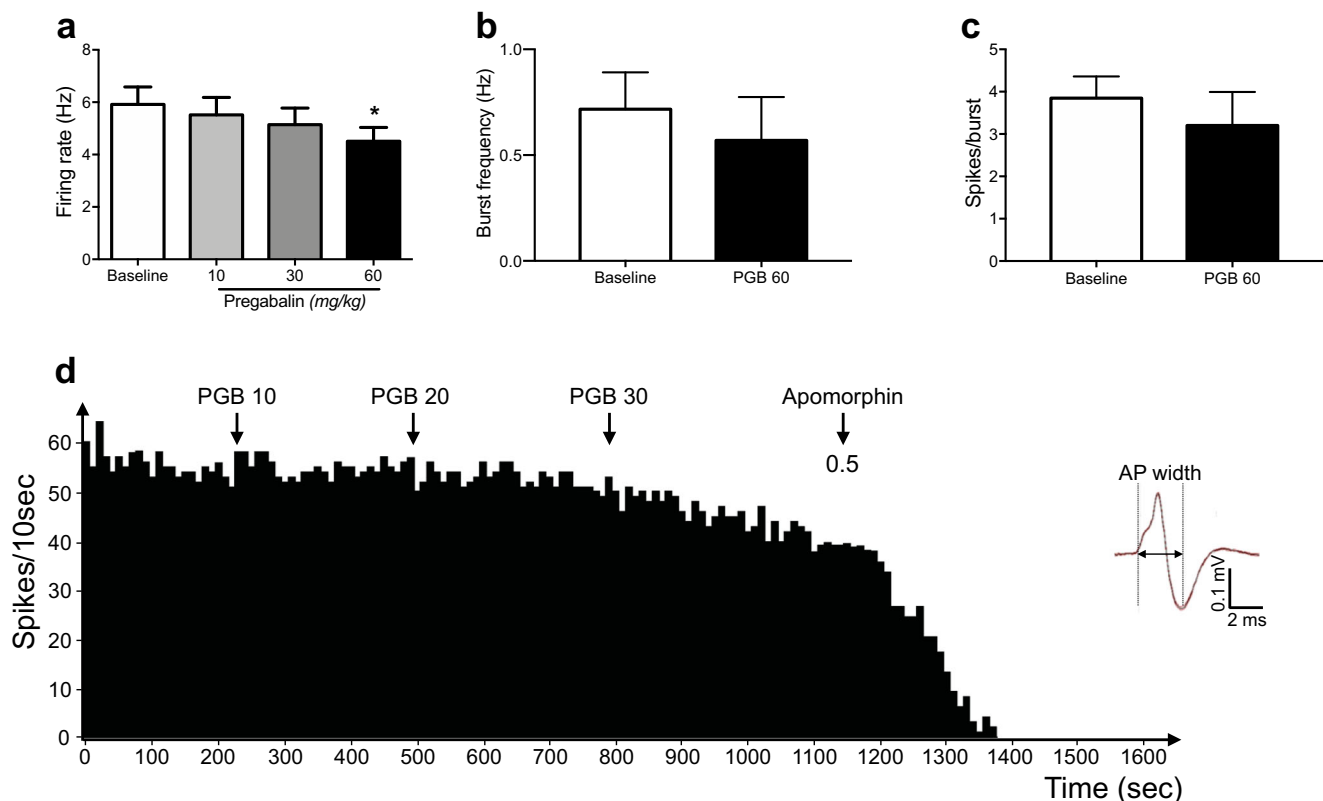 a
Firing rate (Hz)
8
6
4
2
0
*
Baseline
10
30
60
Pregabalin (mg/kg)
b
Burst frequency (Hz)
1.0
0.5
0.0
Baseline
PGB 60
c
Spikes/burst
5
4
3
2
1
0
Baseline
PGB 60
d
PGB 10
PGB 20
PGB 30
Apomorphin
0.5
Spikes/10sec
60
50
40
30
20
10
0
0 100 200 300 400 500 600 700 800 900 1000 1100 1200 1300 1400 1500 1600
Time (sec)
AP width
0.1 mV
2 ms